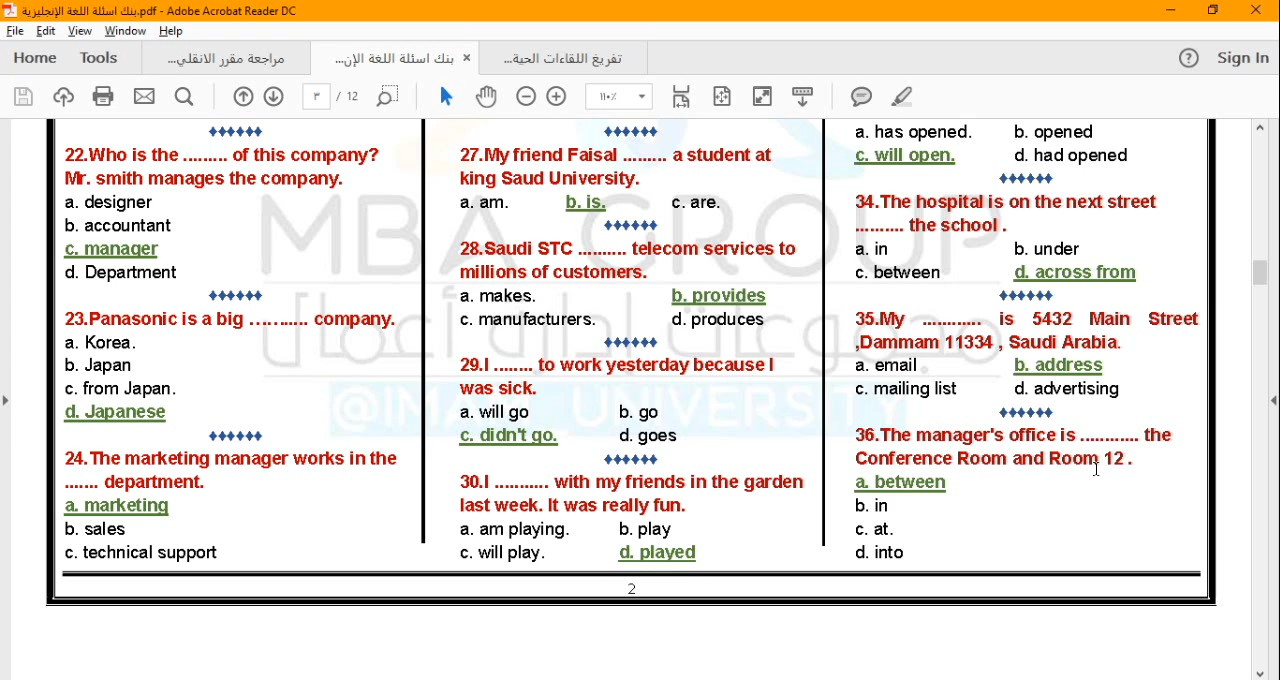 بنك اسئلة اللغة الإنجليزية.pdf - Adobe Acrobat Reader DC
File Edit View Window Help
Home Tools
مراجعة مقرر الانقلي...
بنك اسئلة اللغة الإن... ×
تفريغ اللقاءات الحية...
? Sign In
٣ / 12
١١٠٪
22.Who is the ......... of this company?
Mr. smith manages the company.
a. designer
b. accountant
c. manager
d. Department
23.Panasonic is a big ........... company.
a. Korea.
b. Japan
c. from Japan.
d. Japanese
24.The marketing manager works in the
....... department.
a. marketing
b. sales
c. technical support
27.My friend Faisal ......... a student at
king Saud University.
a. am. b. is. c. are.
28.Saudi STC .......... telecom services to
millions of customers.
a. makes. b. provides
c. manufacturers. d. produces
29.I ........ to work yesterday because I
was sick.
a. will go b. go
c. didn't go. d. goes
30.I ........... with my friends in the garden
last week. It was really fun.
a. am playing. b. play
c. will play. d. played
a. has opened. b. opened
c. will open. d. had opened
34.The hospital is on the next street
.......... the school .
a. in b. under
c. between d. across from
35.My ............ is 5432 Main Street
,Dammam 11334 , Saudi Arabia.
a. email b. address
c. mailing list d. advertising
36.The manager's office is ............ the
Conference Room and Room 12 .
a. between
b. in
c. at.
d. into
2
MBA GROUP
مجموعة إدارة أعمال
@IMAM_UNIVERSITY